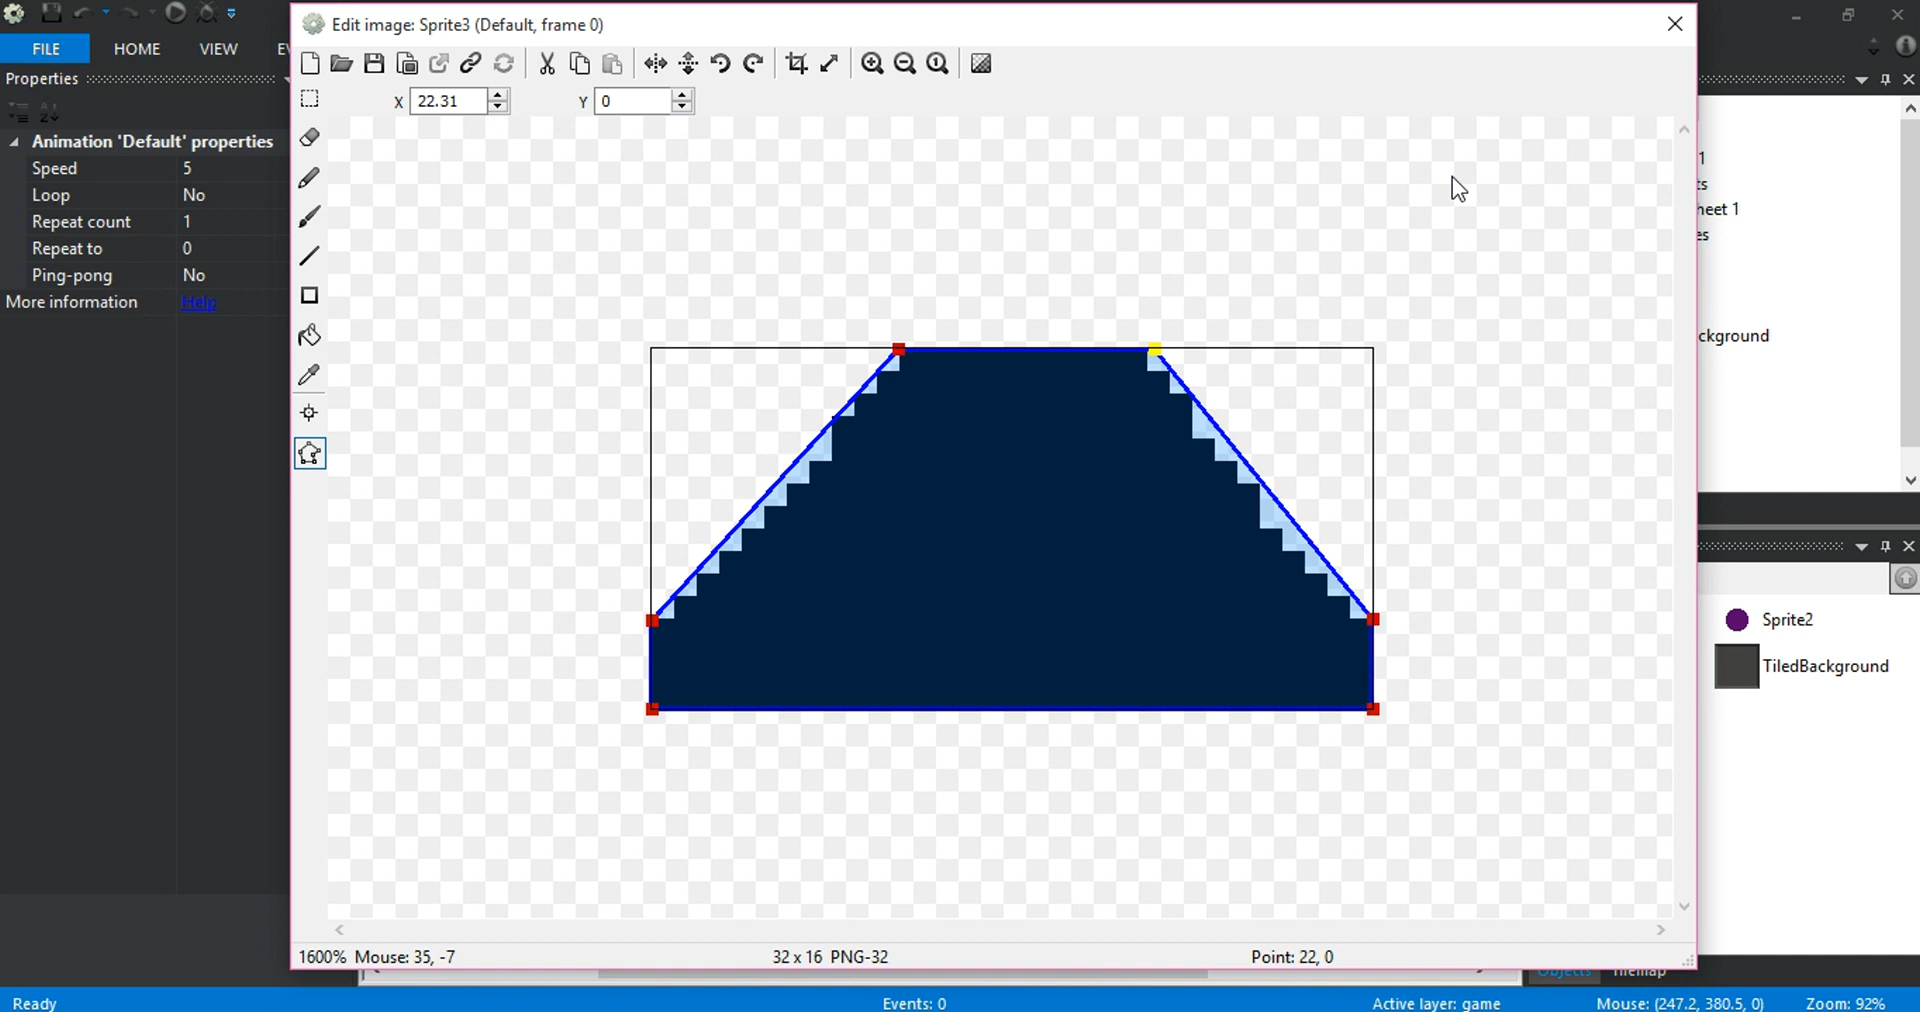 Edit image: Sprite3 (Default, frame 0)
FILE HOME VIEW EV
Properties
X 22.31 Y 0
Animation 'Default' properties
Speed 5
Loop No
Repeat count 1
Repeat to 0
Ping-pong No
More information Help
1
ts
heet 1
es
ckground
Sprite2
TiledBackground
1600% Mouse: 35, -7 32 x 16 PNG-32 Point: 22, 0
Objects Tilemap
Ready Events: 0 Active layer: game Mouse: (247.2, 380.5, 0) Zoom: 92%